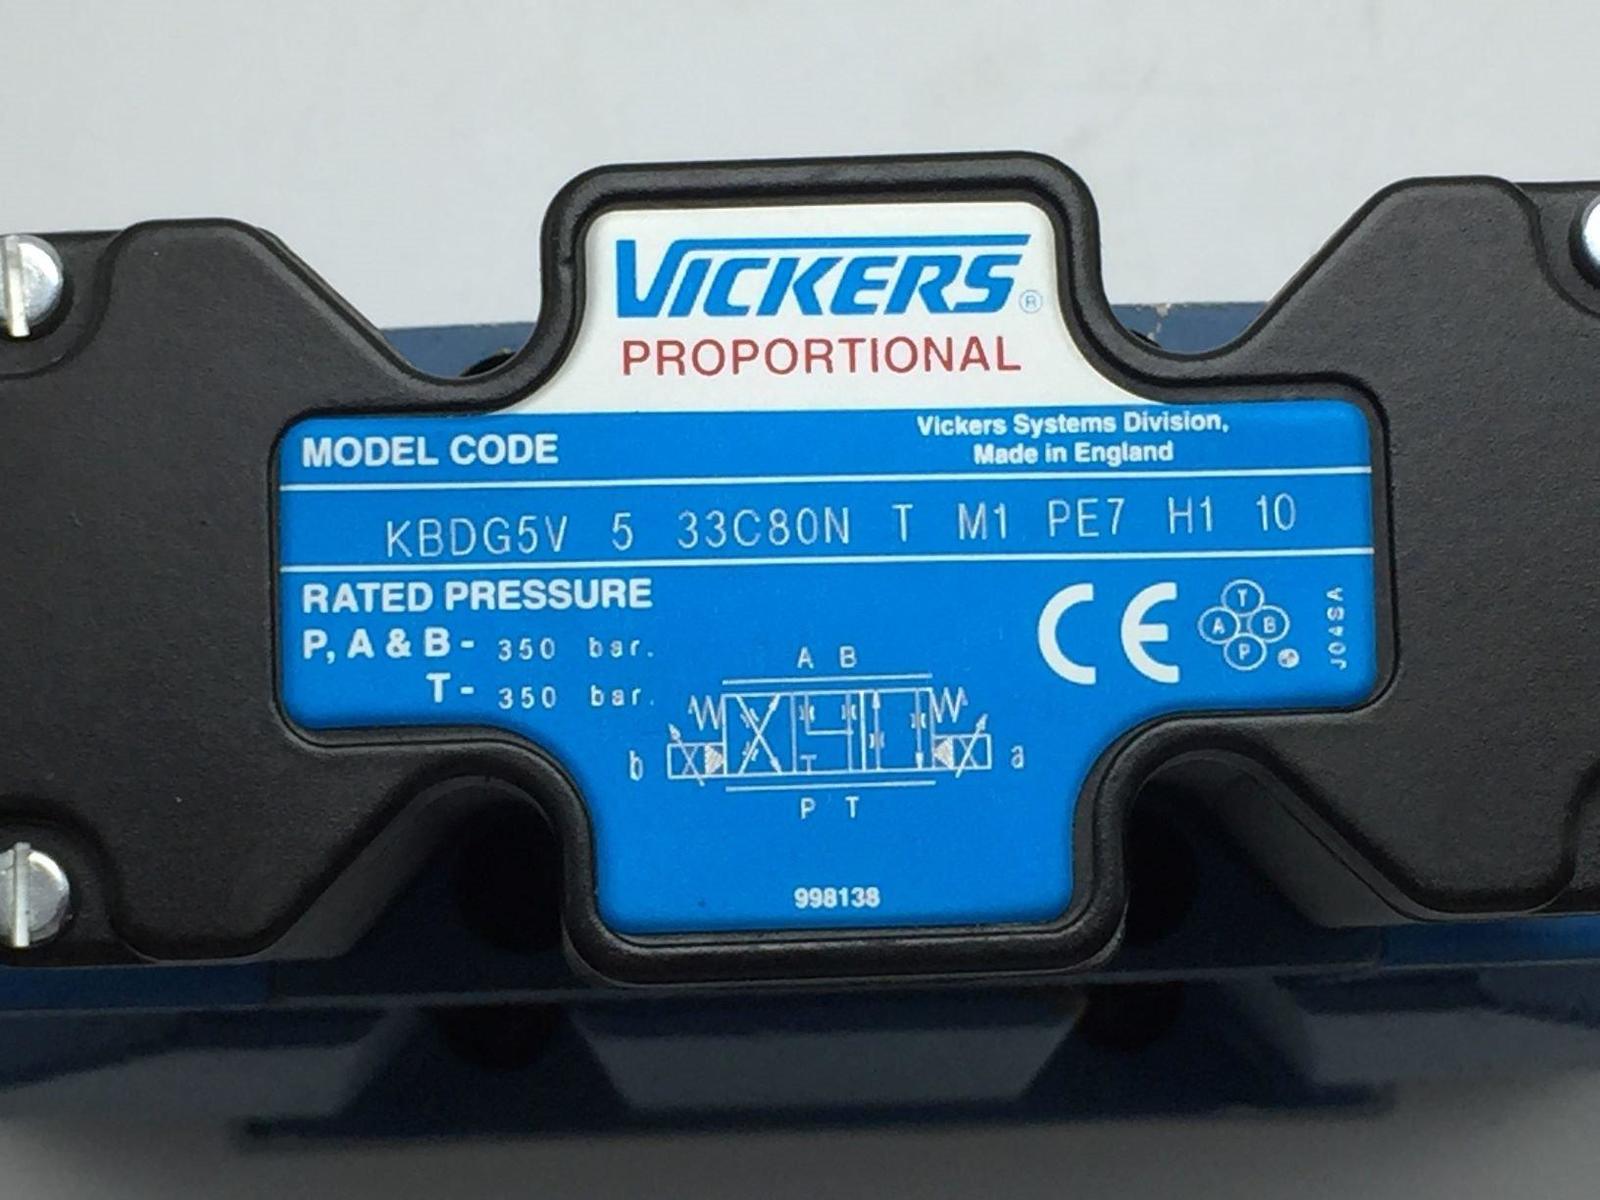 VICKERS®
PROPORTIONAL
MODEL CODE
Vickers Systems Division,
Made in England
KBDG5V 5 33C80N T M1 PE7 H1 10
RATED PRESSURE
P, A & B - 350 bar.
T - 350 bar.
CE
T
A B
P
J04SA
A B
b a
T
P T
998138